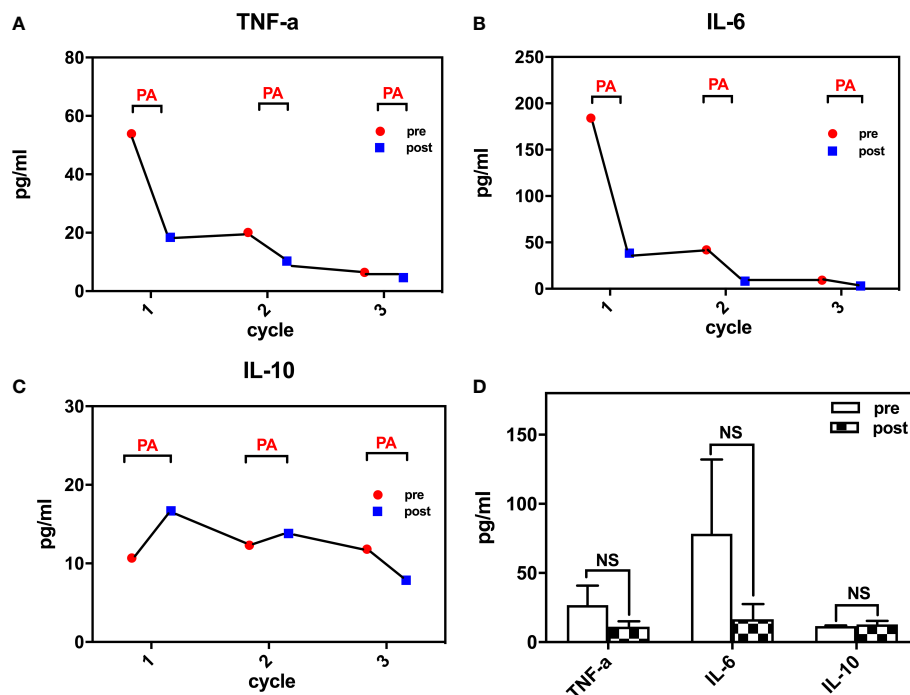 A
TNF-a
80
60
40
20
0
pg/ml
PA
PA
PA
pre
post
1
2
3
cycle
B
IL-6
250
200
150
100
50
0
pg/ml
PA
PA
PA
pre
post
1
2
3
cycle
C
IL-10
30
20
10
0
pg/ml
PA
PA
PA
pre
post
1
2
3
cycle
D
150
100
50
0
pg/ml
pre
post
NS
NS
NS
TNF-a
IL-6
IL-10